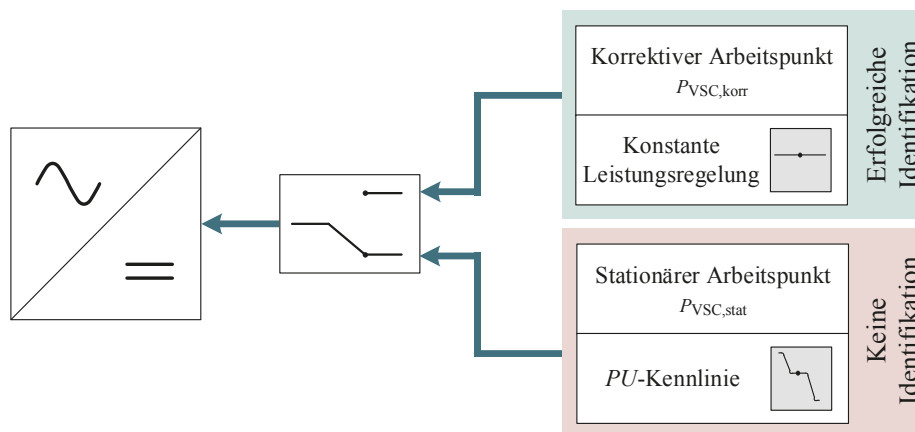 Korrektiver Arbeitspunkt
PVSC,korr
Konstante
Leistungsregelung
Erfolgreiche
Identifikation
Stationärer Arbeitspunkt
PVSC,stat
PU-Kennlinie
Keine
Identifikation